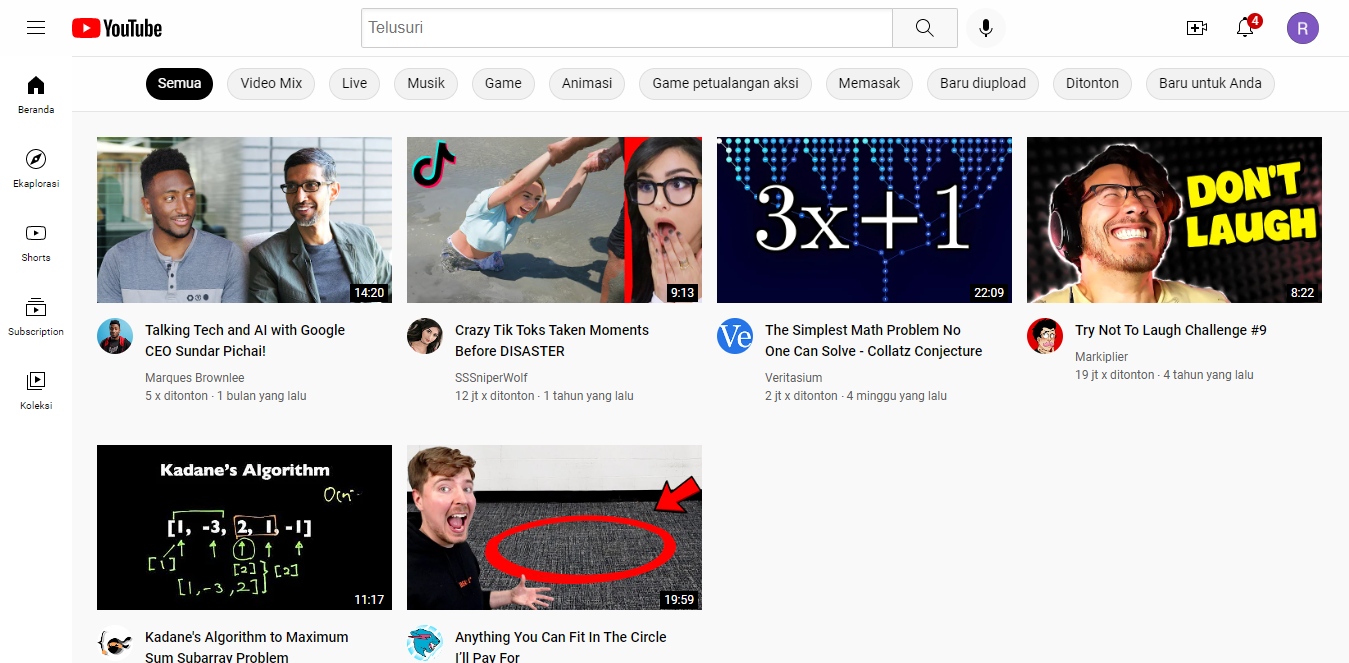 YouTube
Telusuri
4
R
Semua
Video Mix
Live
Musik
Game
Animasi
Game petualangan aksi
Memasak
Baru diupload
Ditonton
Baru untuk Anda
Beranda
Ekaplorasi
Shorts
Subscription
Koleksi
14:20
Talking Tech and AI with Google
CEO Sundar Pichai!
Marques Brownlee
5 x ditonton · 1 bulan yang lalu
9:13
Crazy Tik Toks Taken Moments
Before DISASTER
SSSniperWolf
12 jt x ditonton · 1 tahun yang lalu
3x+1
22:09
Ve
The Simplest Math Problem No
One Can Solve - Collatz Conjecture
Veritasium
2 jt x ditonton · 4 minggu yang lalu
DON'T
LAUGH
8:22
Try Not To Laugh Challenge #9
Markiplier
19 jt x ditonton · 4 tahun yang lalu
Kadane's Algorithm
[1, -3, 2, 1, -1]
[1]
[2]
[2]
[1, -3, 2]
11:17
Kadane's Algorithm to Maximum
Sum Subarray Problem
19:59
Anything You Can Fit In The Circle
I'll Pay For